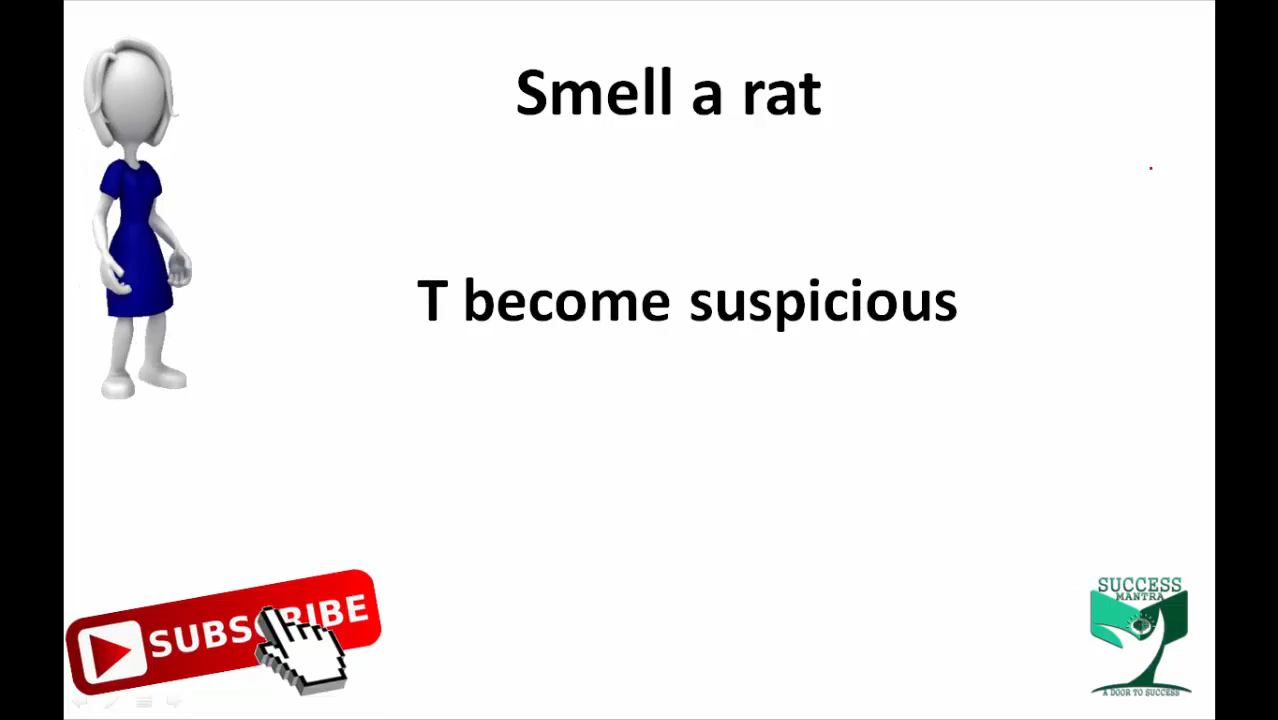 Smell a rat
T become suspicious
SUBSCRIBE
SUCCESS
MANTRA
A DOOR TO SUCCESS